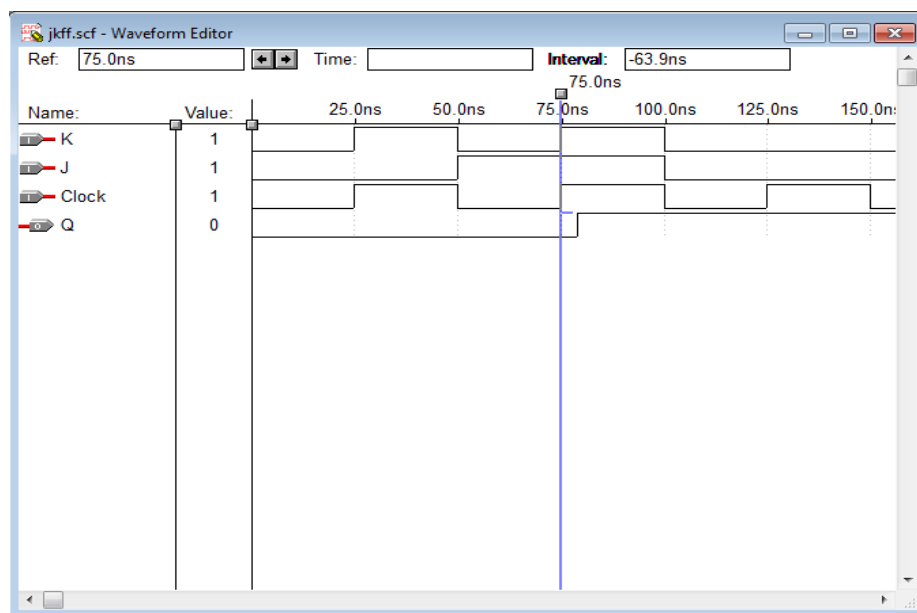 jkff.scf - Waveform Editor
Ref: 75.0ns Time: Interval: -63.9ns
75.0ns
Name: Value: 25.0ns 50.0ns 75.0ns 100.0ns 125.0ns 150.0n
K 1
J 1
Clock 1
Q 0